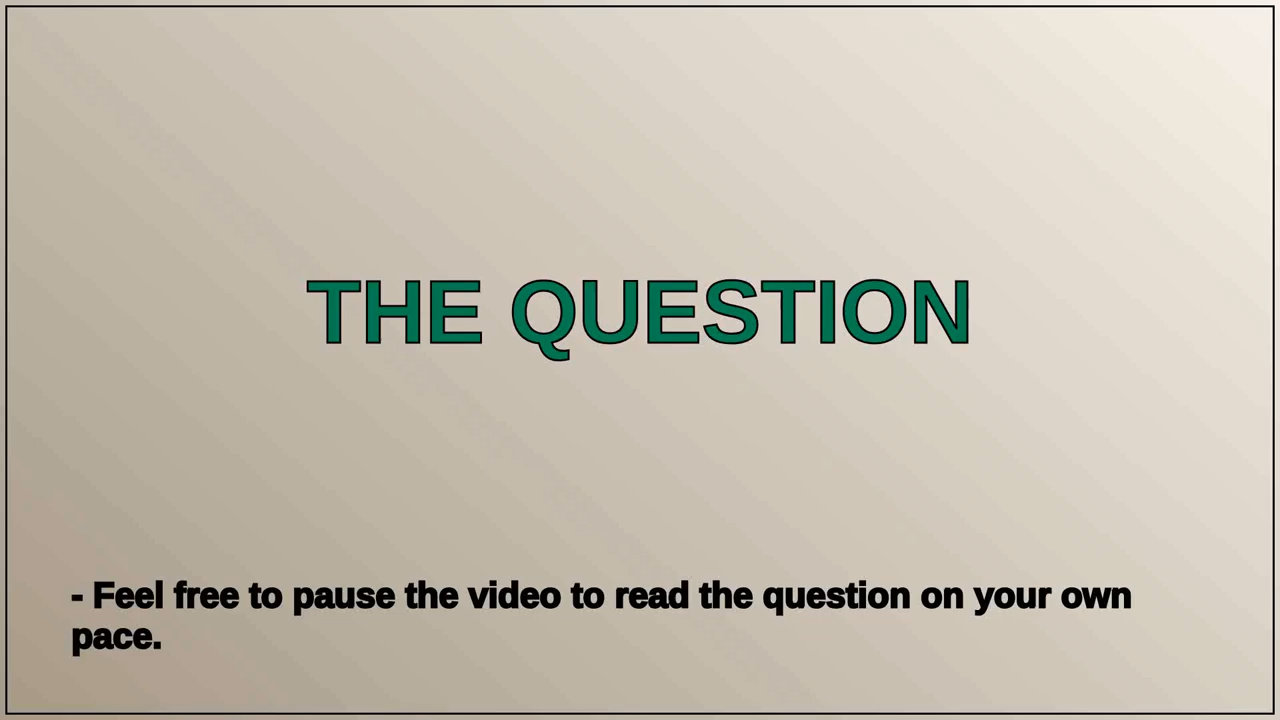 THE QUESTION
- Feel free to pause the video to read the question on your own
pace.